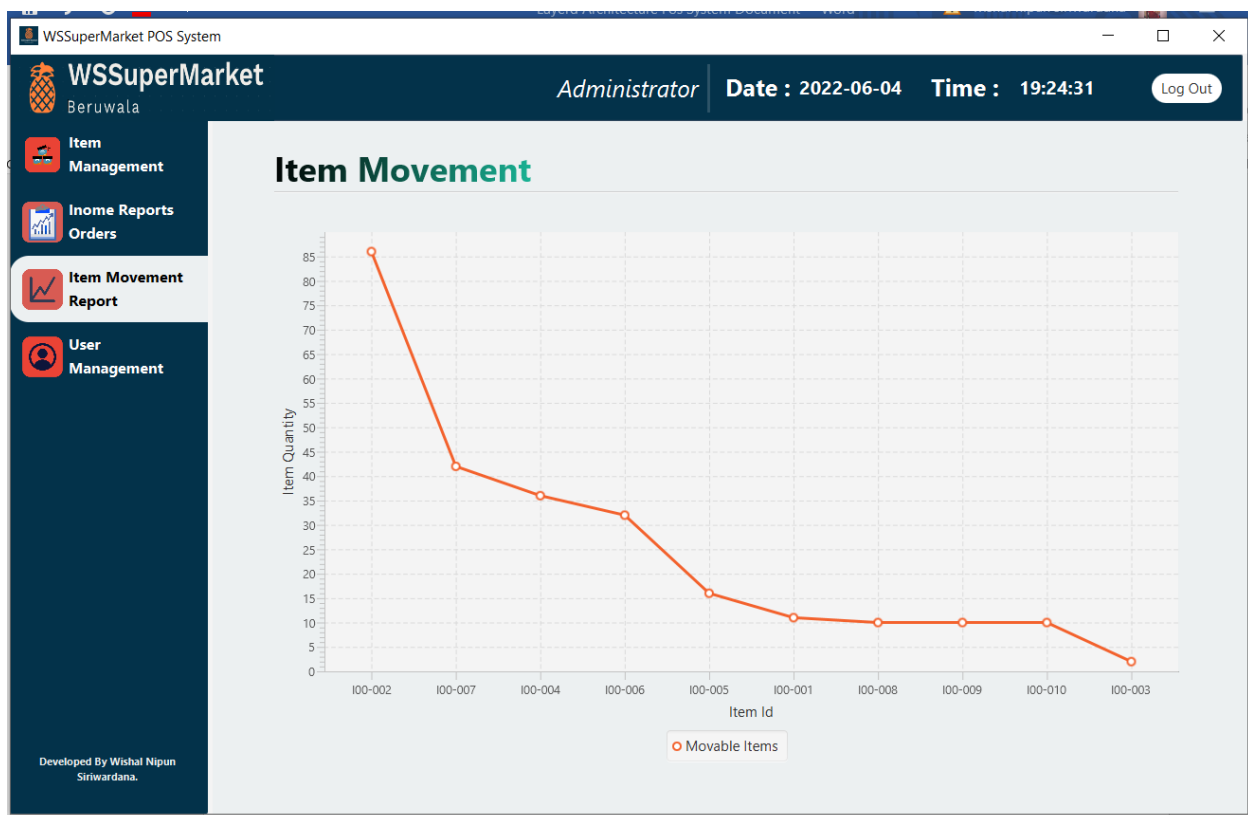 WSSuperMarket POS System
WSSuperMarket
Beruwala
Administrator
Date : 2022-06-04
Time : 19:24:31
Log Out
Item
Management
Inome Reports
Orders
Item Movement
Report
User
Management
Developed By Wishal Nipun
Siriwardana.
Item Movement
Item Quantity
85
80
75
70
65
60
55
50
45
40
35
30
25
20
15
10
5
0
I00-002 I00-007 I00-004 I00-006 I00-005 I00-001 I00-008 I00-009 I00-010 I00-003
Item Id
Movable Items